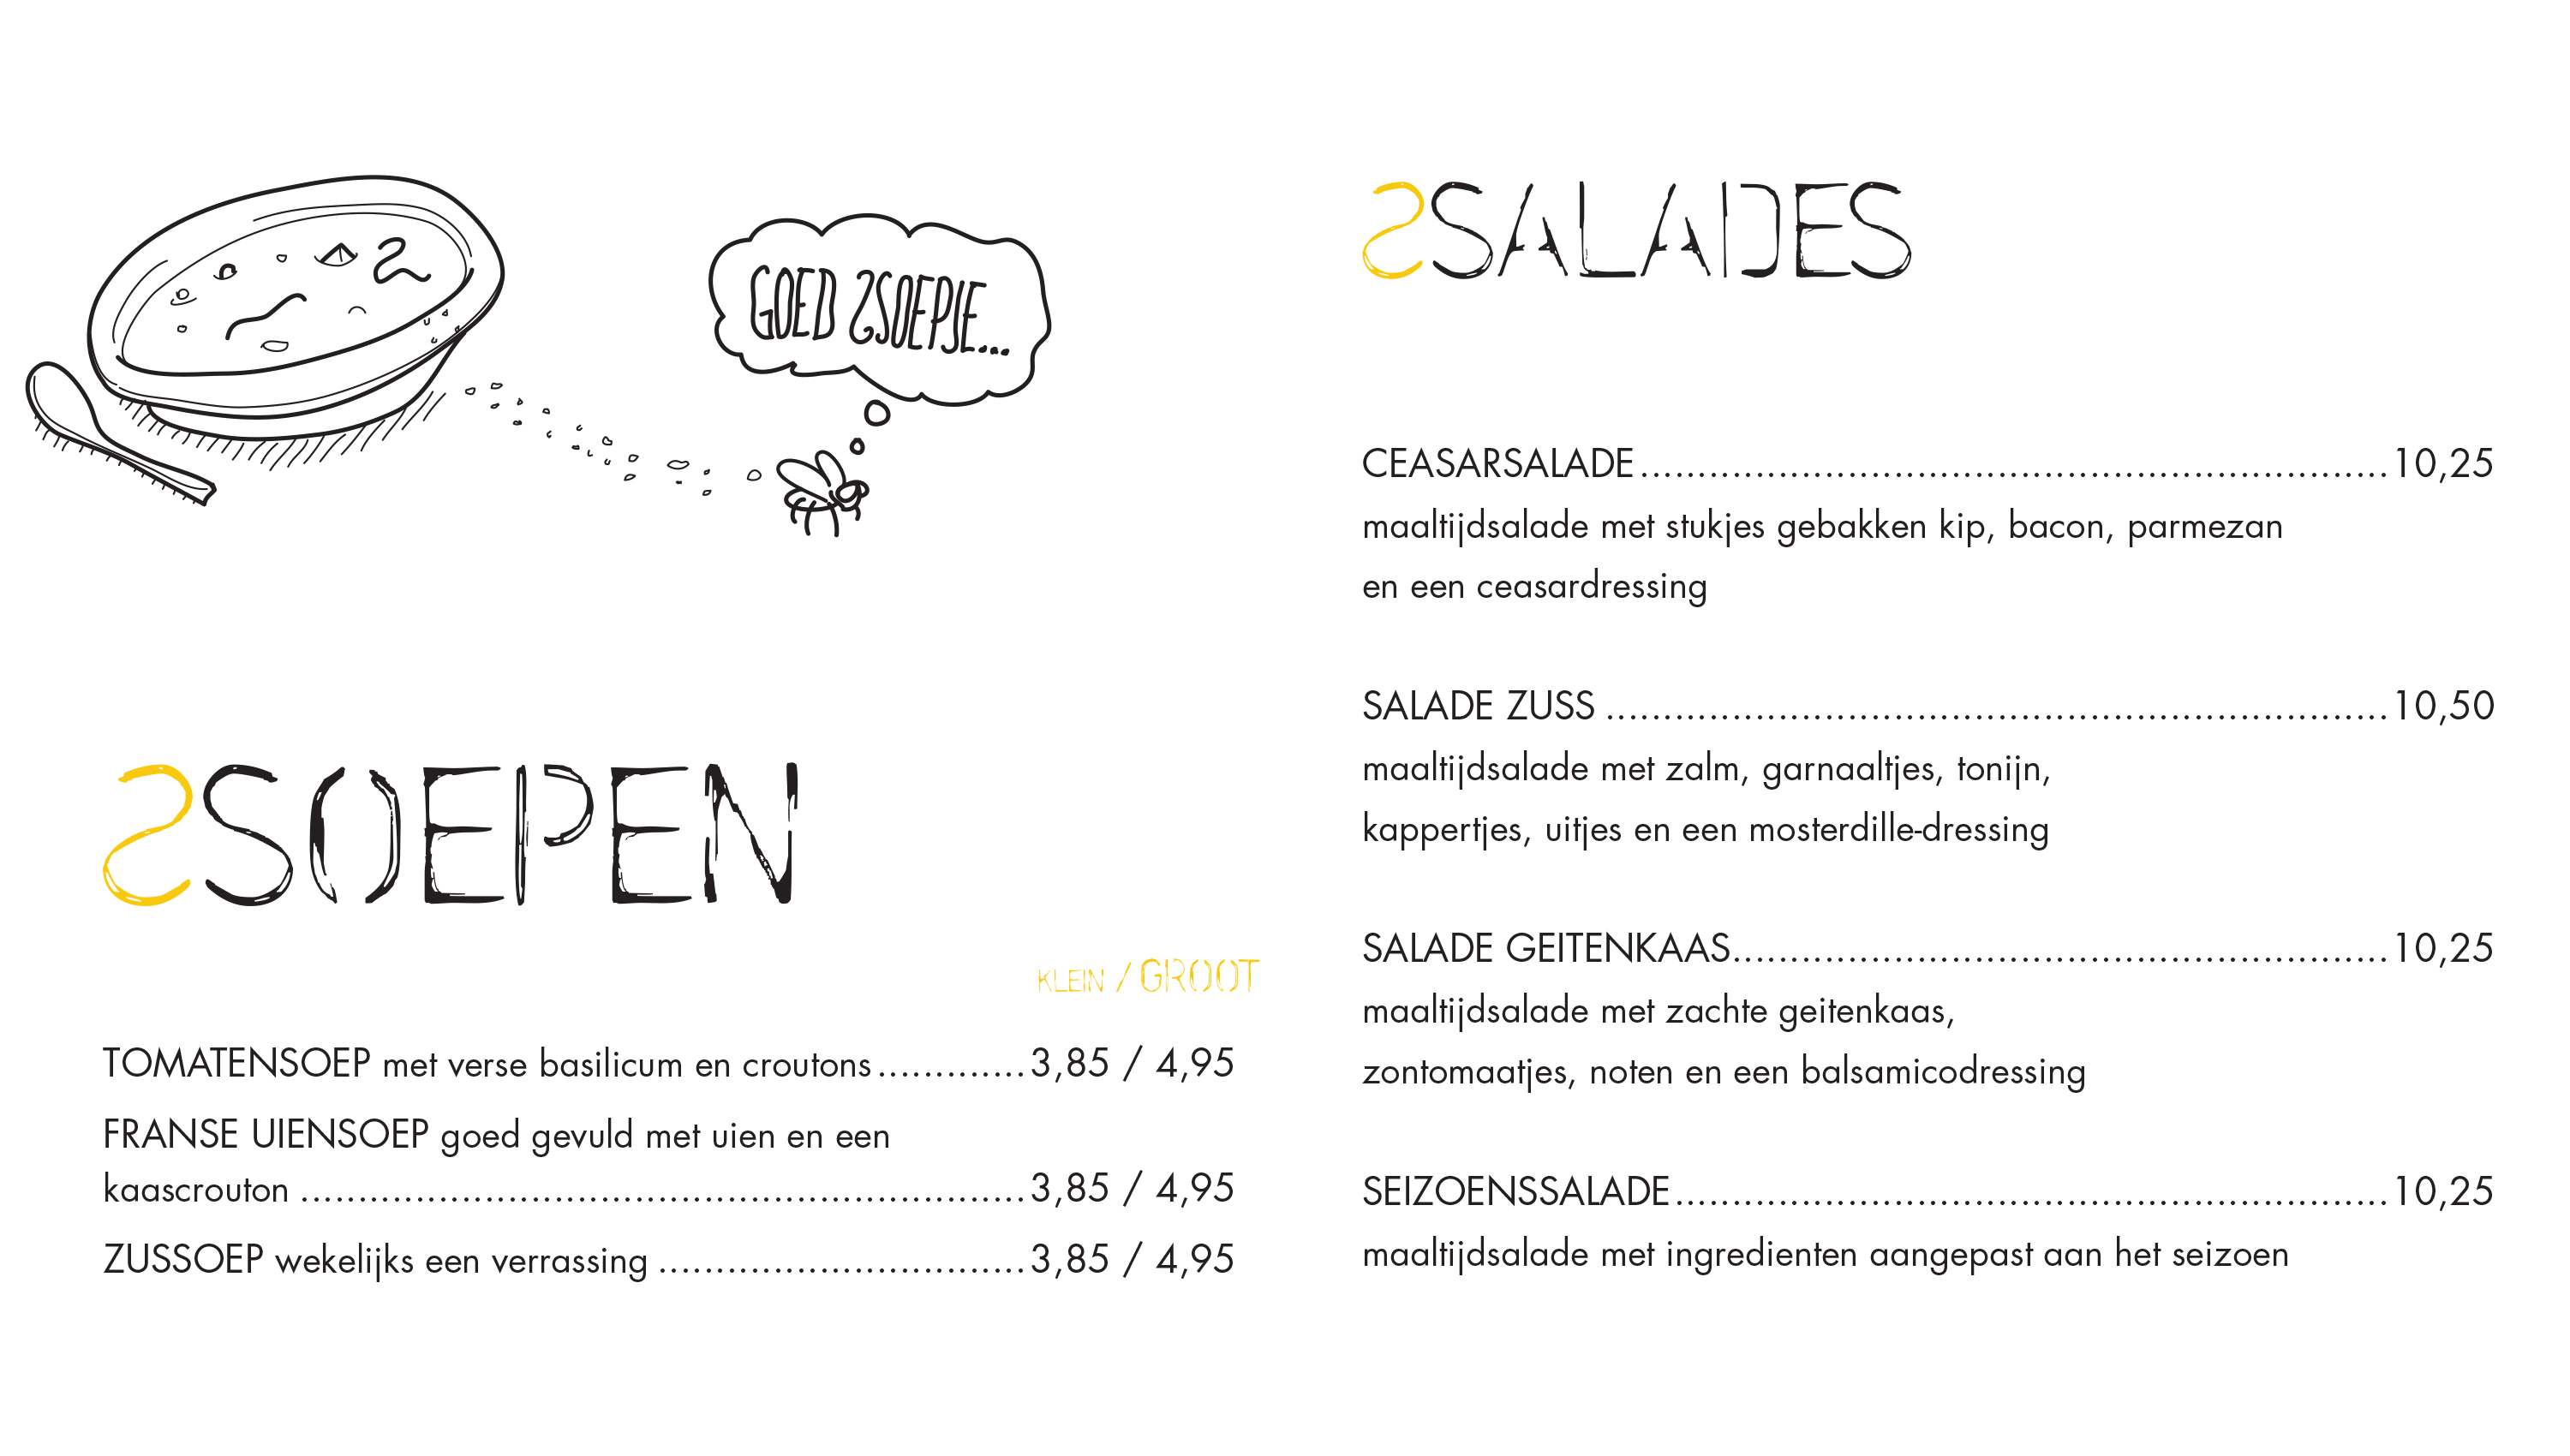 GOED ƧSOEPJE...
ƧSOEPEN
KLEIN / GROOT
TOMATENSOEP met verse basilicum en croutons.............3,85 / 4,95
FRANSE UIENSOEP goed gevuld met uien en een
kaascrouton ...............................................................3,85 / 4,95
ZUSSOEP wekelijks een verrassing ................................3,85 / 4,95
ƧSALADES
CEASARSALADE.................................................................10,25
maaltijdsalade met stukjes gebakken kip, bacon, parmezan
en een ceasardressing
SALADE ZUSS ....................................................................10,50
maaltijdsalade met zalm, garnaaltjes, tonijn,
kappertjes, uitjes en een mosterdille-dressing
SALADE GEITENKAAS.........................................................10,25
maaltijdsalade met zachte geitenkaas,
zontomaatjes, noten en een balsamicodressing
SEIZOENSSALADE..............................................................10,25
maaltijdsalade met ingredienten aangepast aan het seizoen